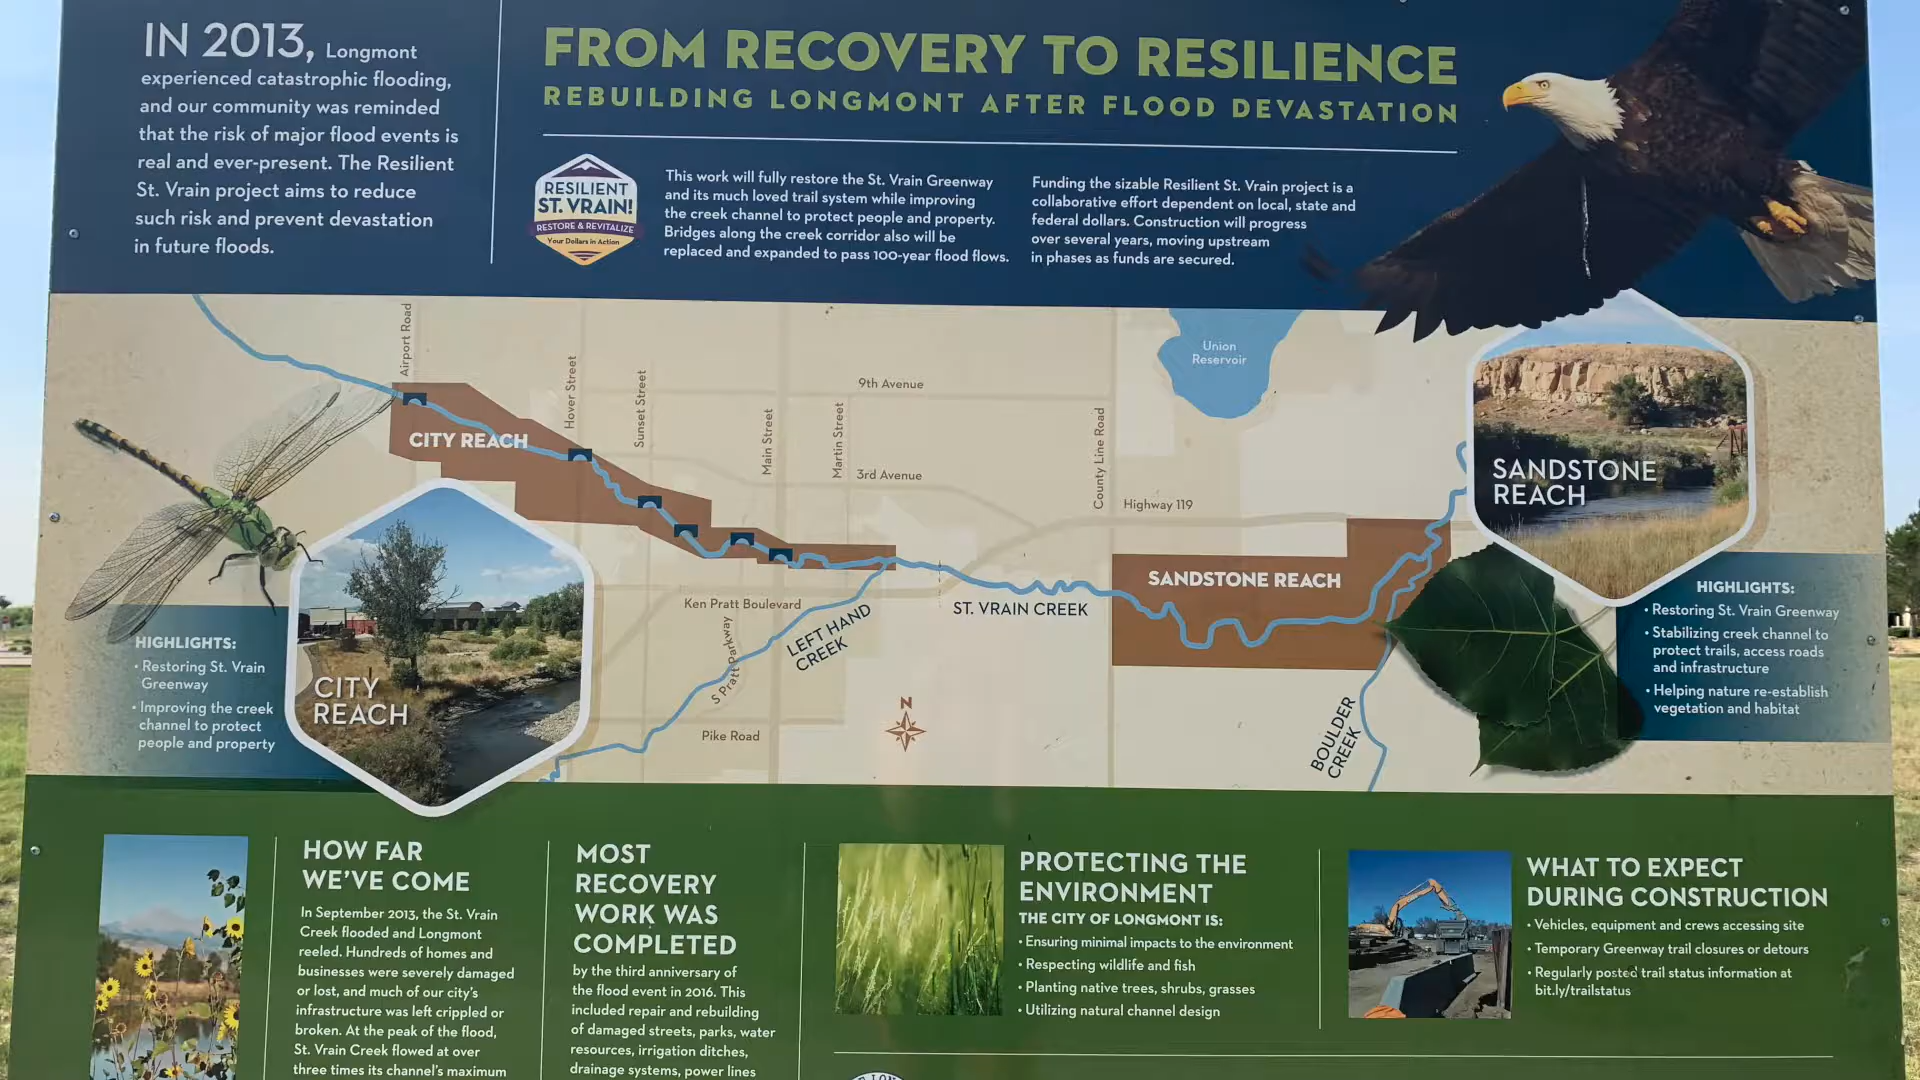 IN 2013, Longmont
experienced catastrophic flooding,
and our community was reminded
that the risk of major flood events is
real and ever-present. The Resilient
St. Vrain project aims to reduce
such risk and prevent devastation
in future floods.
FROM RECOVERY TO RESILIENCE
REBUILDING LONGMONT AFTER FLOOD DEVASTATION
RESILIENT
ST. VRAIN!
RESTORE & REVITALIZE
Your Dollars in Action
This work will fully restore the St. Vrain Greenway
and its much loved trail system while improving
the creek channel to protect people and property.
Bridges along the creek corridor also will be
replaced and expanded to pass 100-year flood flows.
Funding the sizable Resilient St. Vrain project is a
collaborative effort dependent on local, state and
federal dollars. Construction will progress
over several years, moving upstream
in phases as funds are secured.
Airport Road
Hover Street
Sunset Street
Main Street
Martin Street
9th Avenue
3rd Avenue
County Line Road
Highway 119
Union
Reservoir
CITY REACH
SANDSTONE REACH
Ken Pratt Boulevard
S Pratt Parkway
LEFT HAND
CREEK
ST. VRAIN CREEK
Pike Road
N
BOULDER
CREEK
CITY
REACH
HIGHLIGHTS:
• Restoring St. Vrain
Greenway
• Improving the creek
channel to protect
people and property
SANDSTONE
REACH
HIGHLIGHTS:
• Restoring St. Vrain Greenway
• Stabilizing creek channel to
protect trails, access roads
and infrastructure
• Helping nature re-establish
vegetation and habitat
HOW FAR
WE'VE COME
In September 2013, the St. Vrain
Creek flooded and Longmont
reeled. Hundreds of homes and
businesses were severely damaged
or lost, and much of our city's
infrastructure was left crippled or
broken. At the peak of the flood,
St. Vrain Creek flowed at over
three times its channel's maximum
MOST
RECOVERY
WORK WAS
COMPLETED
by the third anniversary of
the flood event in 2016. This
included repair and rebuilding
of damaged streets, parks, water
resources, irrigation ditches,
drainage systems, power lines
PROTECTING THE
ENVIRONMENT
THE CITY OF LONGMONT IS:
• Ensuring minimal impacts to the environment
• Respecting wildlife and fish
• Planting native trees, shrubs, grasses
• Utilizing natural channel design
WHAT TO EXPECT
DURING CONSTRUCTION
• Vehicles, equipment and crews accessing site
• Temporary Greenway trail closures or detours
• Regularly posted trail status information at
bit.ly/trailstatus